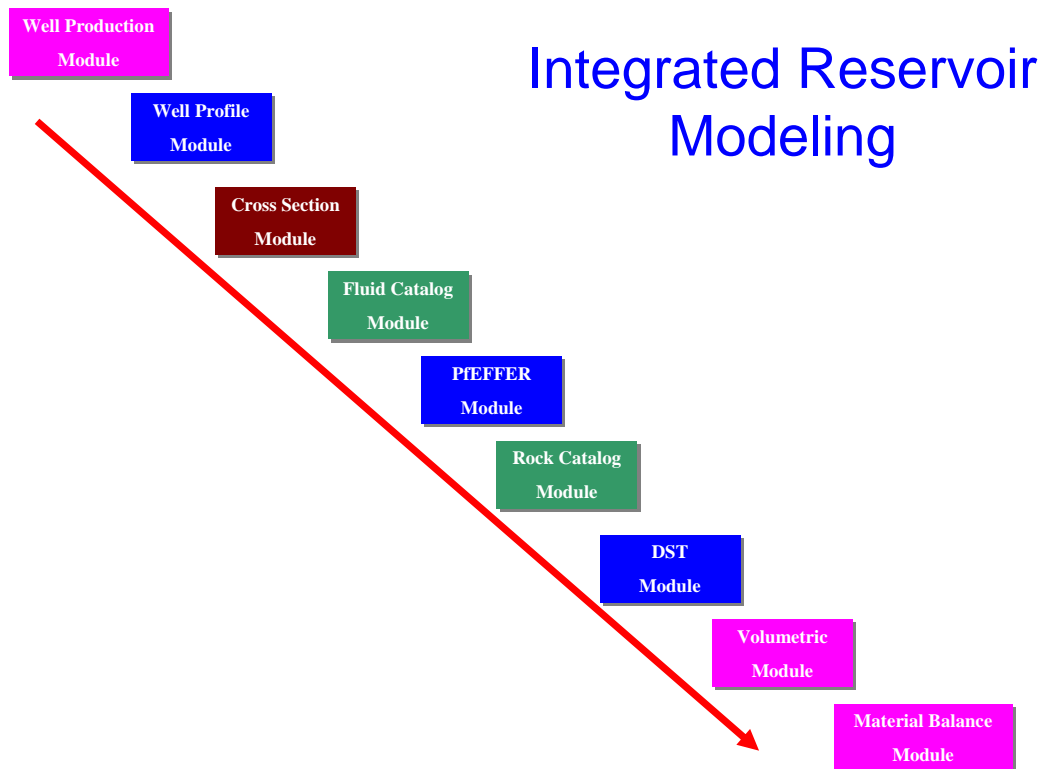 Well Production
Module
Integrated Reservoir
Modeling
Well Profile
Module
Cross Section
Module
Fluid Catalog
Module
PfEFFER
Module
Rock Catalog
Module
DST
Module
Volumetric
Module
Material Balance
Module